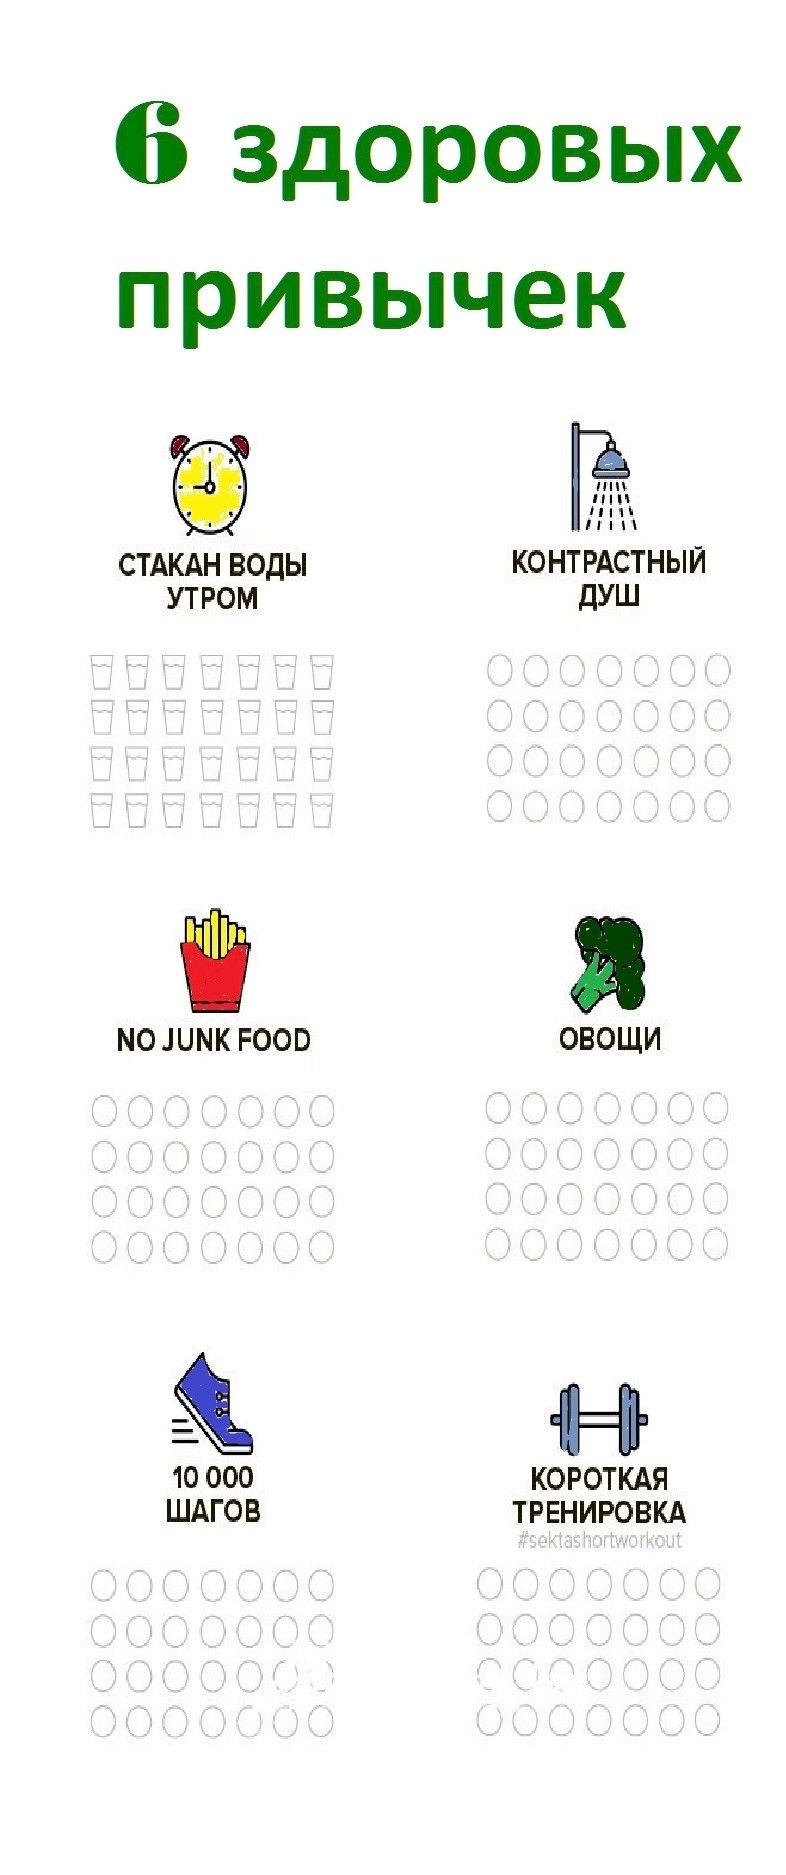 6 здоровых
привычек
СТАКАН ВОДЫ
УТРОМ
КОНТРАСТНЫЙ
ДУШ
NO JUNK FOOD
ОВОЩИ
10 000
ШАГОВ
КОРОТКАЯ
ТРЕНИРОВКА
#sektashortworkout